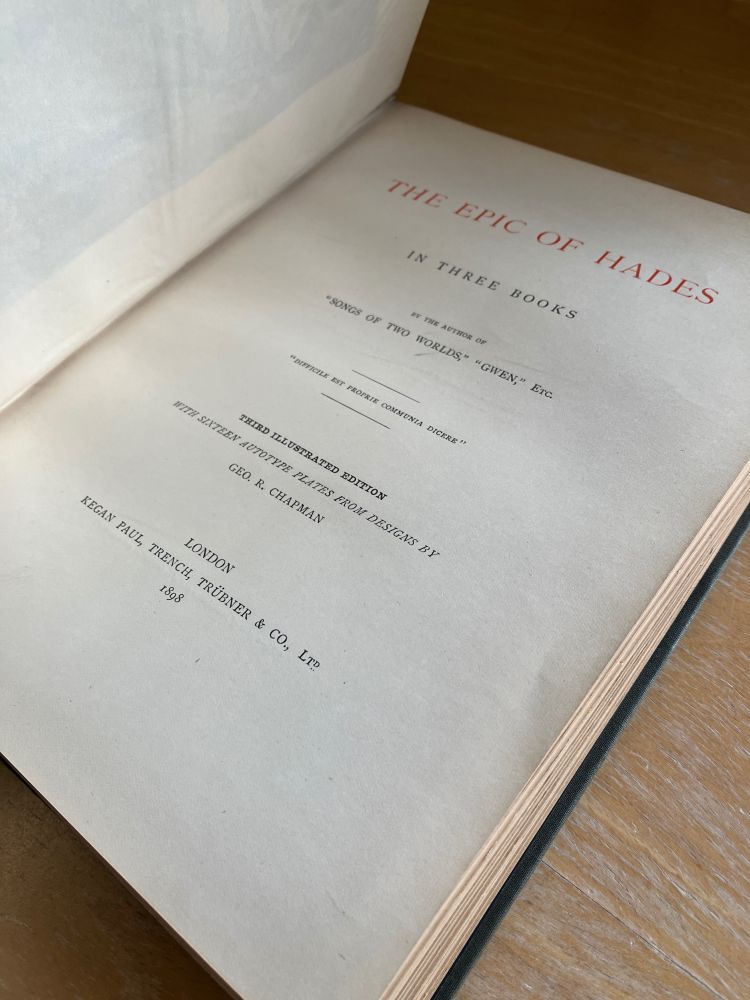 THE EPIC OF HADES
IN THREE BOOKS
BY THE AUTHOR OF
"SONGS OF TWO WORLDS," "GWEN," ETC.
"DIFFICILE EST PROPRIE COMMUNIA DICERE"
THIRD ILLUSTRATED EDITION
WITH SIXTEEN AUTOTYPE PLATES FROM DESIGNS BY
GEO. R. CHAPMAN
LONDON
KEGAN PAUL, TRENCH, TRÜBNER & CO., LTD.
1898